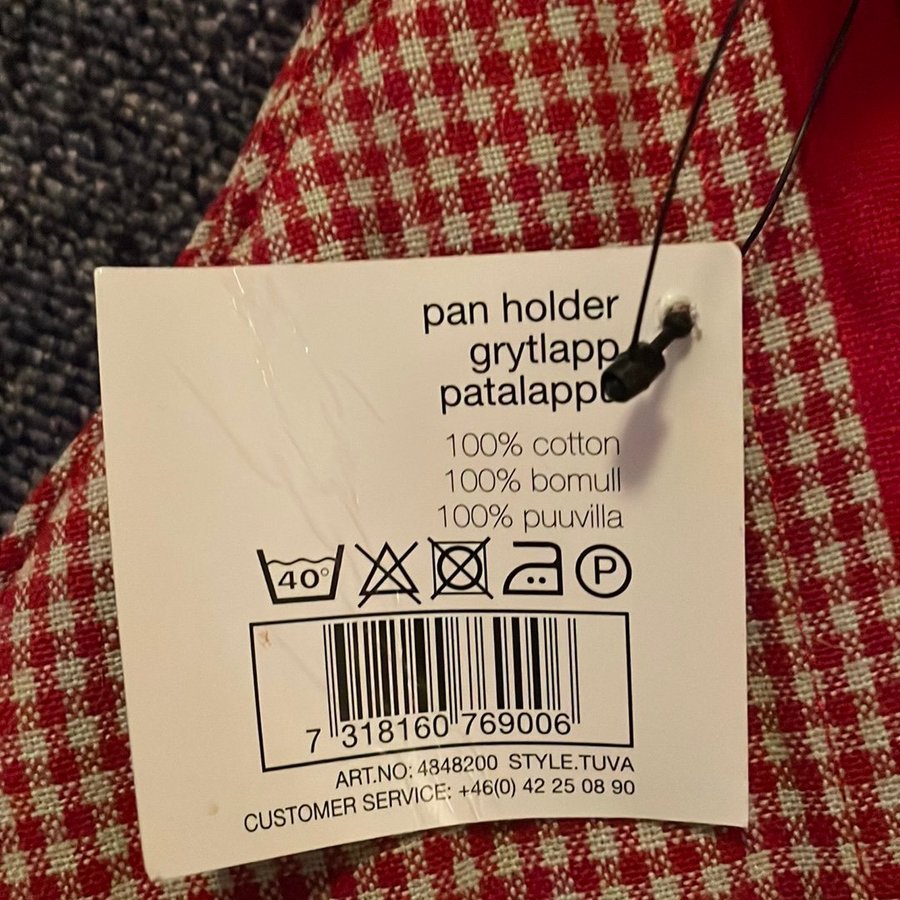 pan holder
grytlapp
100% cotton
100% bomull
100% puuvilla
40°
P
7 318160 769006
ART.NO: 4848200 STYLE.TUVA
CUSTOMER SERVICE: +46(0) 42 25 08 90